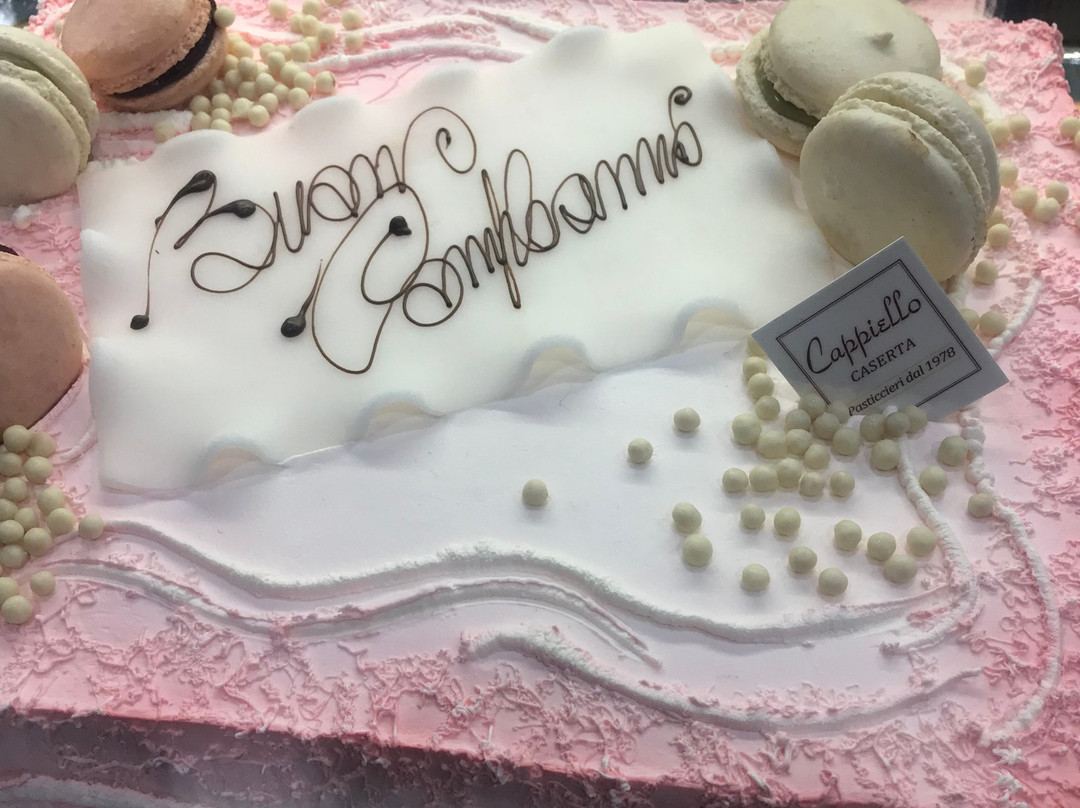 Buon
Compleanno
Cappiello
CASERTA
Pasticcieri dal 1978